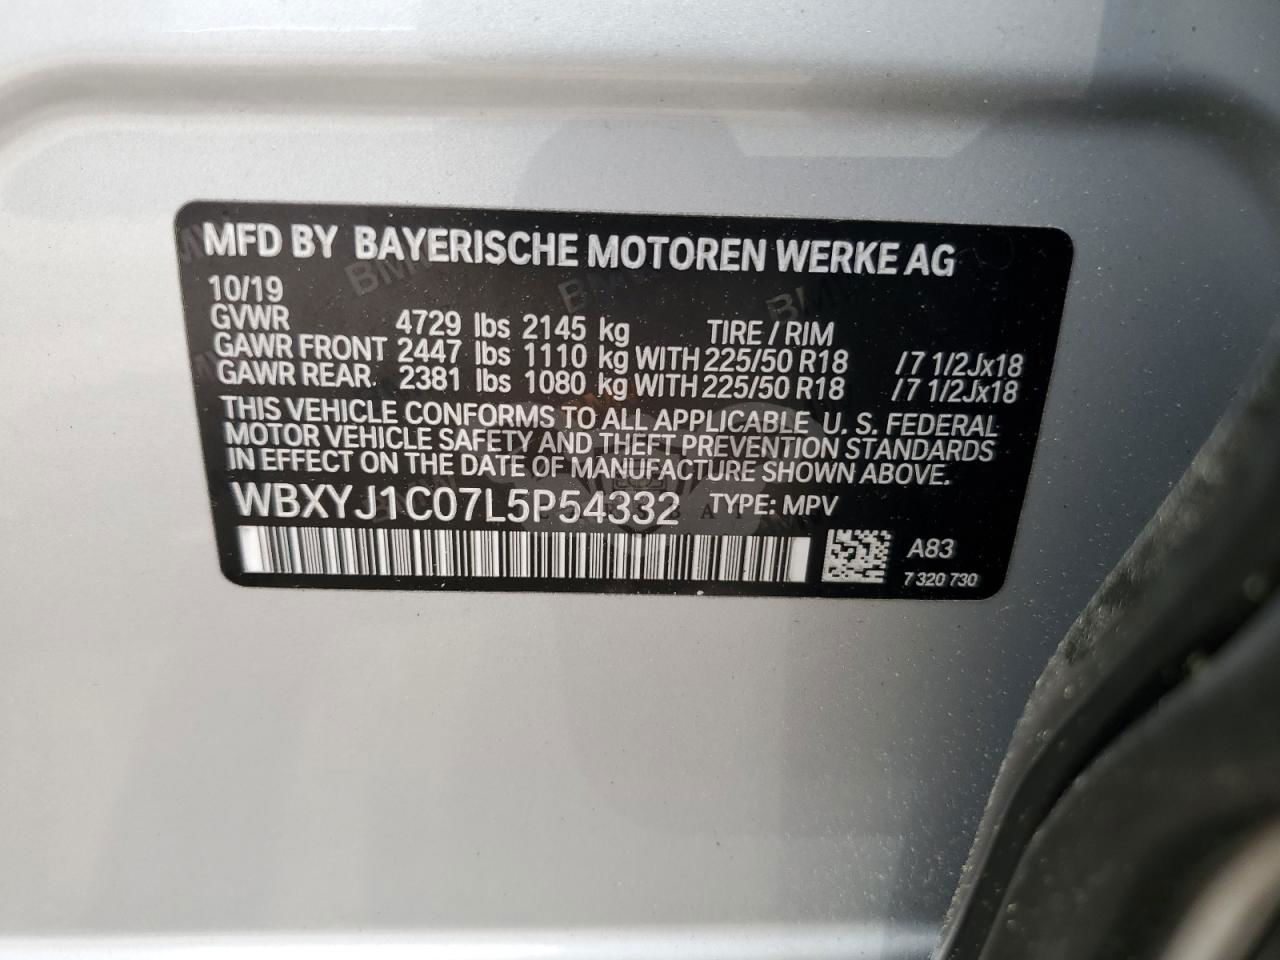 MFD BY BAYERISCHE MOTOREN WERKE AG
10/19
GVWR 4729 lbs 2145 kg TIRE / RIM
GAWR FRONT 2447 lbs 1110 kg WITH 225/50 R18 /7 1/2Jx18
GAWR REAR. 2381 lbs 1080 kg WITH 225/50 R18 /7 1/2Jx18
THIS VEHICLE CONFORMS TO ALL APPLICABLE U. S. FEDERAL
MOTOR VEHICLE SAFETY AND THEFT PREVENTION STANDARDS
IN EFFECT ON THE DATE OF MANUFACTURE SHOWN ABOVE.
WBXYJ1C07L5P54332 TYPE: MPV
A83
7 320 730